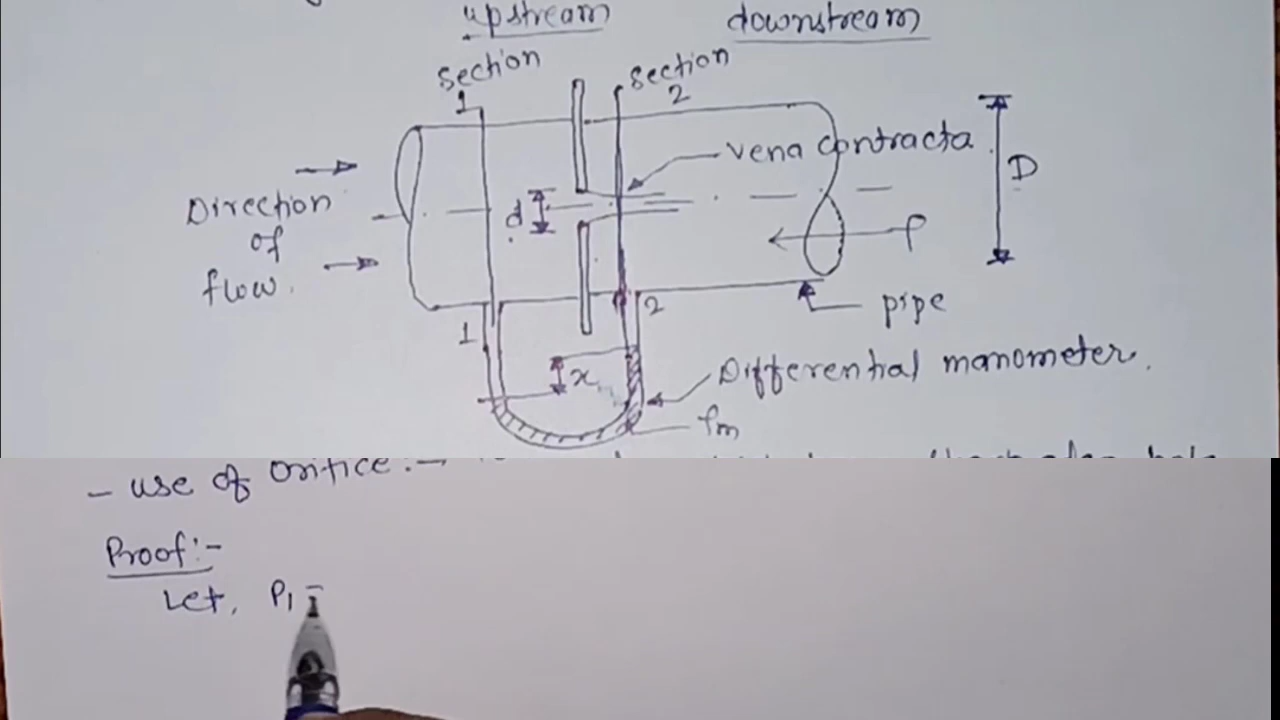 upstream
downstream
section
1
section
2
vena contracta
D
Direction
of
flow.
d
ρ
1
2
pipe
x
Differential manometer.
ρm
- use of orifice:→
Proof:-
Let, P1 =